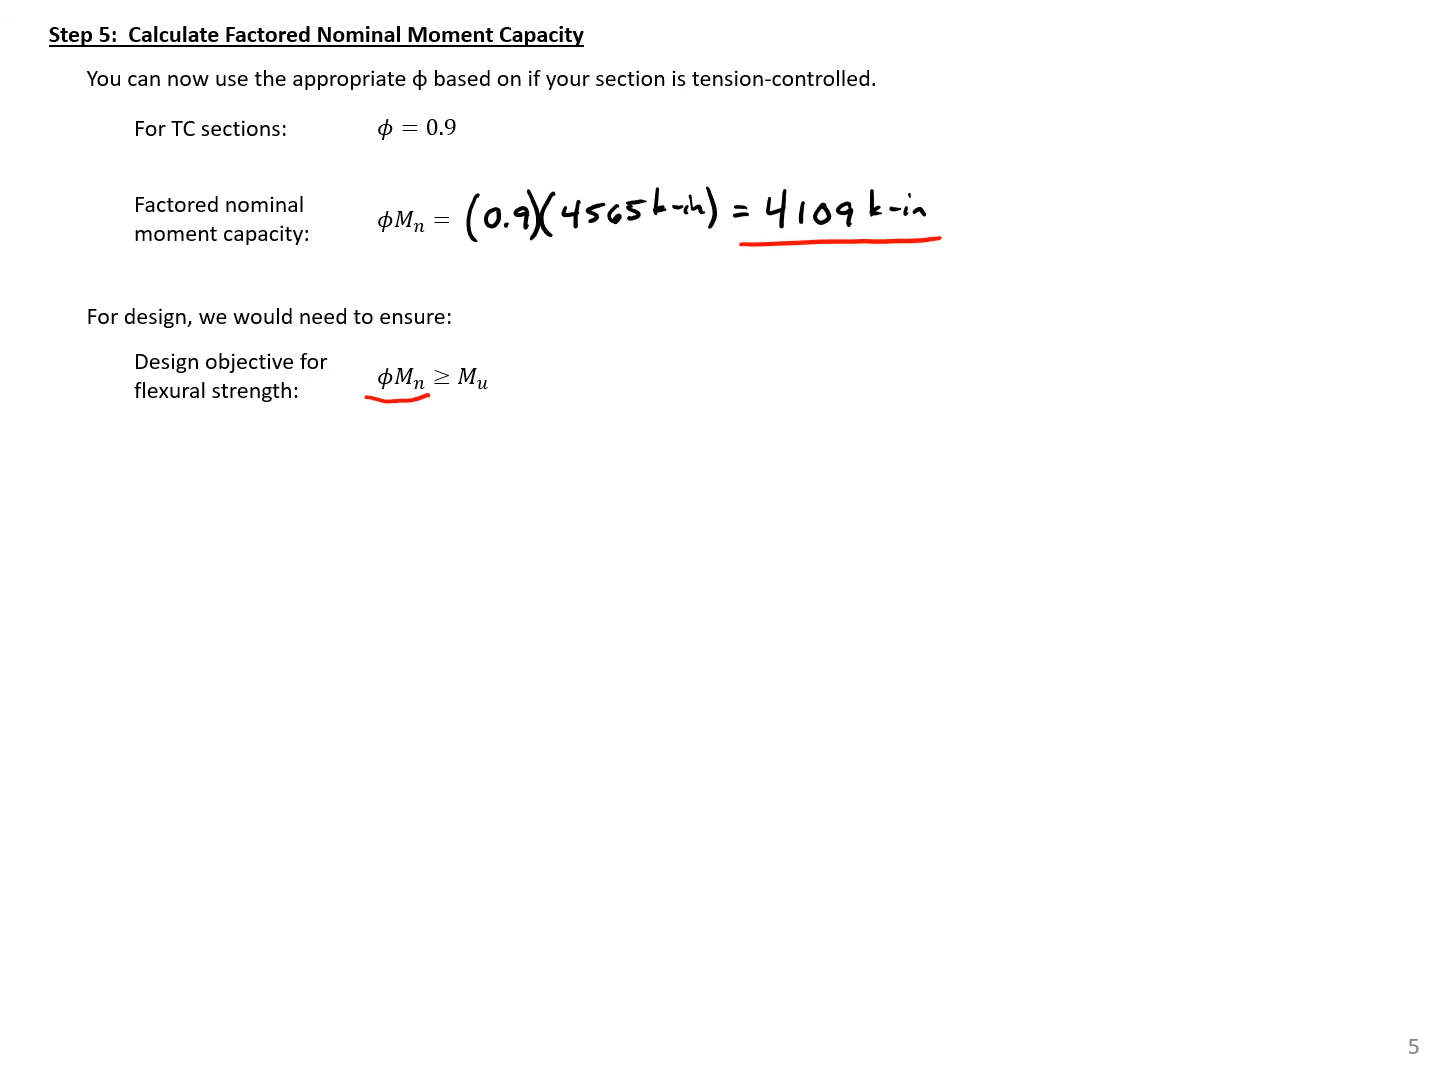 Step 5: Calculate Factored Nominal Moment Capacity
You can now use the appropriate ϕ based on if your section is tension-controlled.
For TC sections: ϕ = 0.9
Factored nominal
moment capacity: ϕMₙ = (0.9)(4565 k-in) = 4109 k-in
For design, we would need to ensure:
Design objective for
flexural strength: ϕMₙ ≥ Mᵤ
5